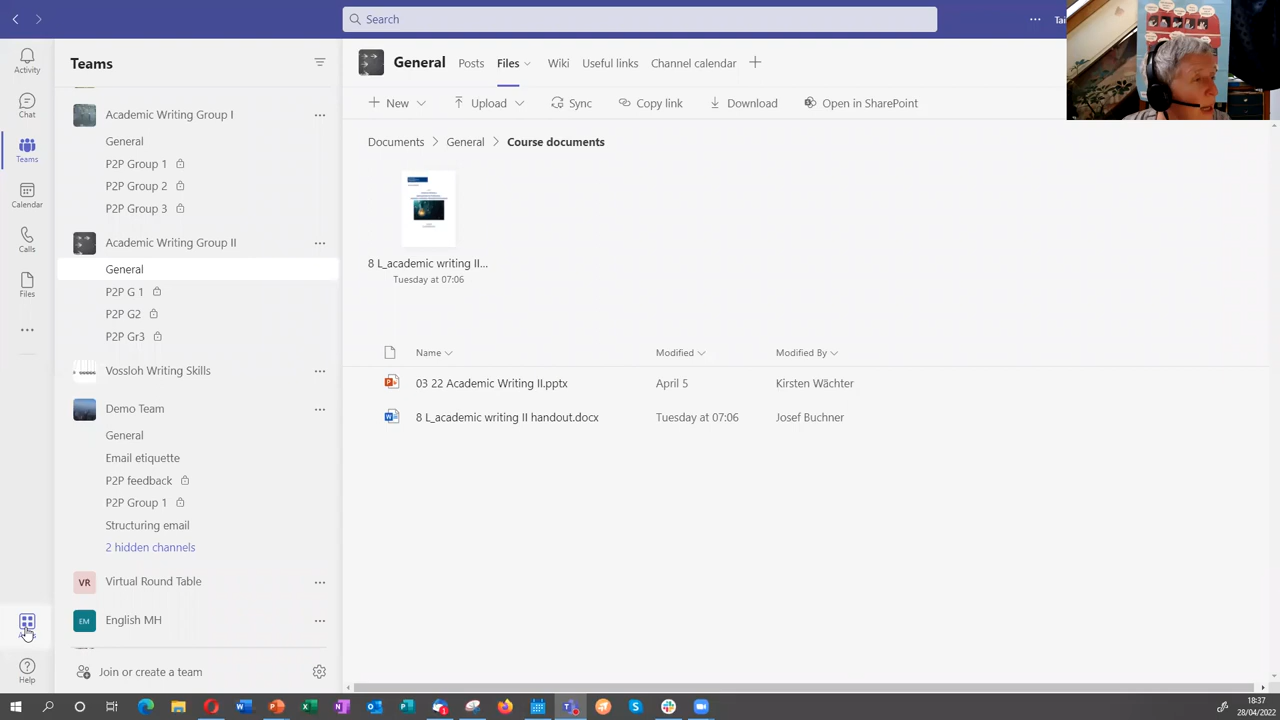 Search
Tai
Activity
Chat
Teams
Calendar
Calls
Files
Help
Teams
Academic Writing Group I
General
P2P Group 1
P2P Group 2
P2P Group 3
Academic Writing Group II
General
P2P G 1
P2P G2
P2P Gr3
Vossloh Writing Skills
Demo Team
General
Email etiquette
P2P feedback
P2P Group 1
Structuring email
2 hidden channels
VR Virtual Round Table
EM English MH
Join or create a team
General Posts Files Wiki Useful links Channel calendar
New Upload Sync Copy link Download Open in SharePoint
Documents General Course documents
8 L_academic writing II...
Tuesday at 07:06
Name Modified Modified By
03 22 Academic Writing II.pptx April 5 Kirsten Wächter
8 L_academic writing II handout.docx Tuesday at 07:06 Josef Buchner
18:37
28/04/2022